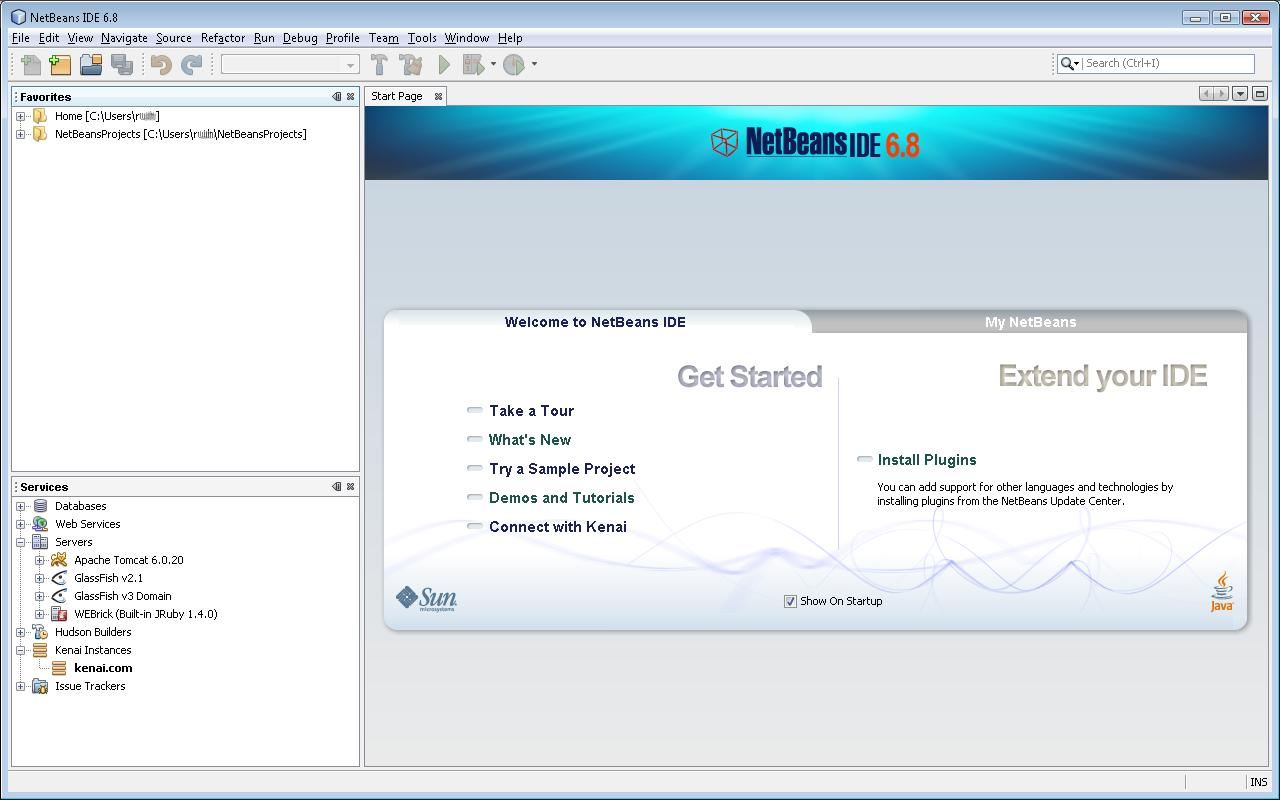 NetBeans IDE 6.8
File Edit View Navigate Source Refactor Run Debug Profile Team Tools Window Help
Search (Ctrl+I)
Favorites
Home [C:\Users\r]
NetBeansProjects [C:\Users\r\NetBeansProjects]
Services
Databases
Web Services
Servers
Apache Tomcat 6.0.20
GlassFish v2.1
GlassFish v3 Domain
WEBrick (Built-in JRuby 1.4.0)
Hudson Builders
Kenai Instances
kenai.com
Issue Trackers
Start Page
NetBeans IDE 6.8
Welcome to NetBeans IDE
My NetBeans
Get Started
Take a Tour
What's New
Try a Sample Project
Demos and Tutorials
Connect with Kenai
Extend your IDE
Install Plugins
You can add support for other languages and technologies by
installing plugins from the NetBeans Update Center.
Sun
microsystems
Show On Startup
Java
INS